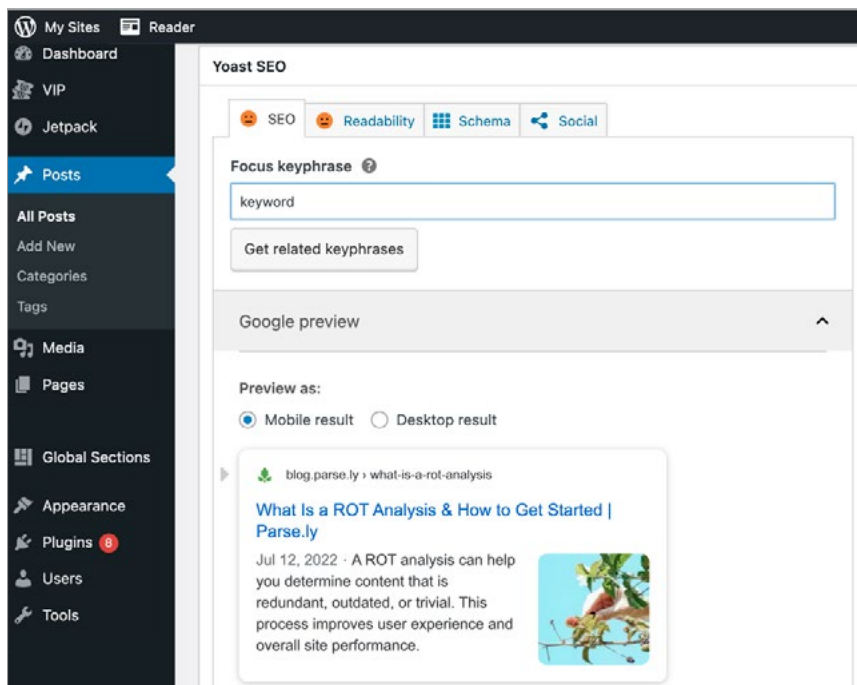 My Sites Reader
Dashboard
VIP
Jetpack
Posts
All Posts
Add New
Categories
Tags
Media
Pages
Global Sections
Appearance
Plugins 8
Users
Tools
Yoast SEO
SEO Readability Schema Social
Focus keyphrase ?
keyword
Get related keyphrases
Google preview
Preview as:
Mobile result Desktop result
blog.parse.ly › what-is-a-rot-analysis
What Is a ROT Analysis & How to Get Started |
Parse.ly
Jul 12, 2022 · A ROT analysis can help
you determine content that is
redundant, outdated, or trivial. This
process improves user experience and
overall site performance.